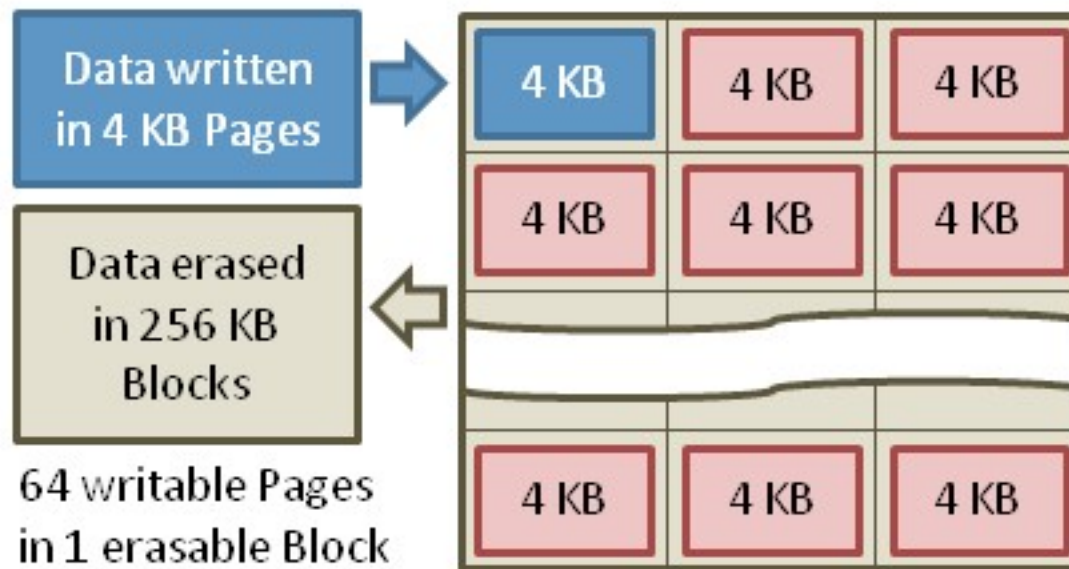 Data written
in 4 KB Pages
4 KB 4 KB 4 KB
4 KB 4 KB 4 KB
Data erased
in 256 KB
Blocks
4 KB 4 KB 4 KB
64 writable Pages
in 1 erasable Block